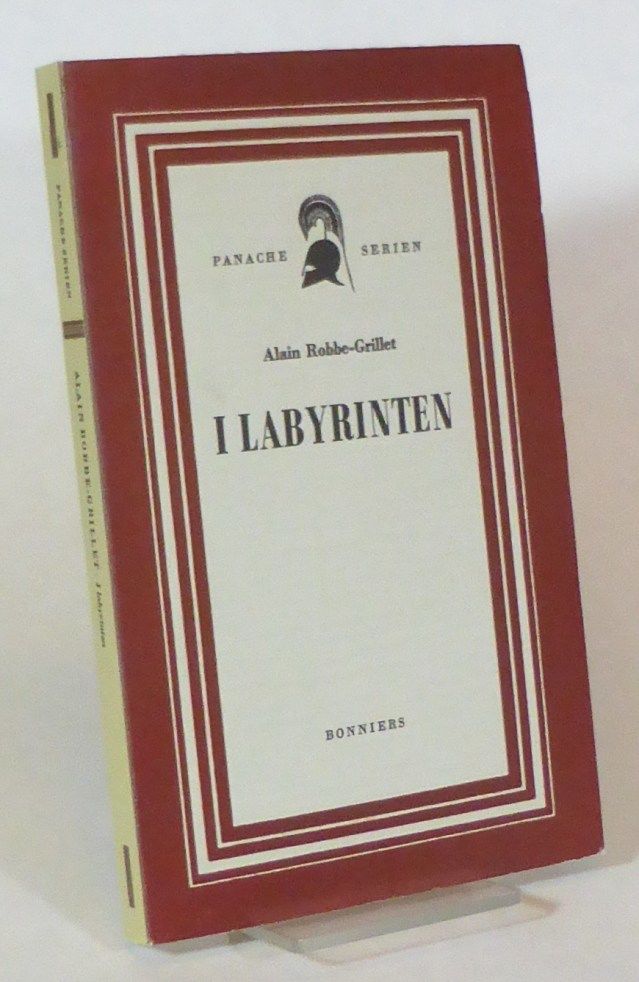 PANACHE SERIEN
Alain Robbe-Grillet
I LABYRINTEN
BONNIERS
PANACHE SERIEN
ALAIN ROBBE-GRILLET I labyrinten